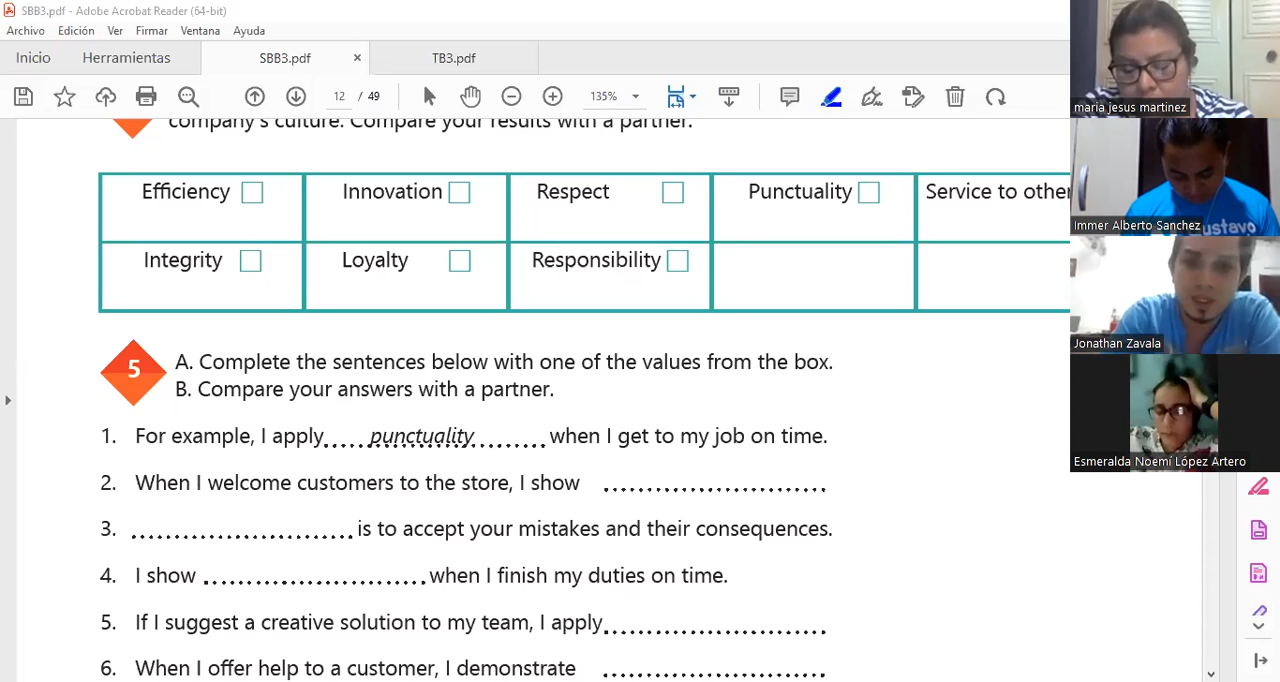 SBB3.pdf - Adobe Acrobat Reader (64-bit)
Archivo Edición Ver Firmar Ventana Ayuda
Inicio Herramientas SBB3.pdf × TB3.pdf
12 / 49 135%
company's culture. Compare your results with a partner.
Efficiency Innovation Respect Punctuality Service to other
Integrity Loyalty Responsibility
5 A. Complete the sentences below with one of the values from the box.
B. Compare your answers with a partner.
1. For example, I apply punctuality when I get to my job on time.
2. When I welcome customers to the store, I show
3. is to accept your mistakes and their consequences.
4. I show when I finish my duties on time.
5. If I suggest a creative solution to my team, I apply
6. When I offer help to a customer, I demonstrate
maria jesus martinez
ustavo
Immer Alberto Sanchez
Jonathan Zavala
Esmeralda Noemí López Artero